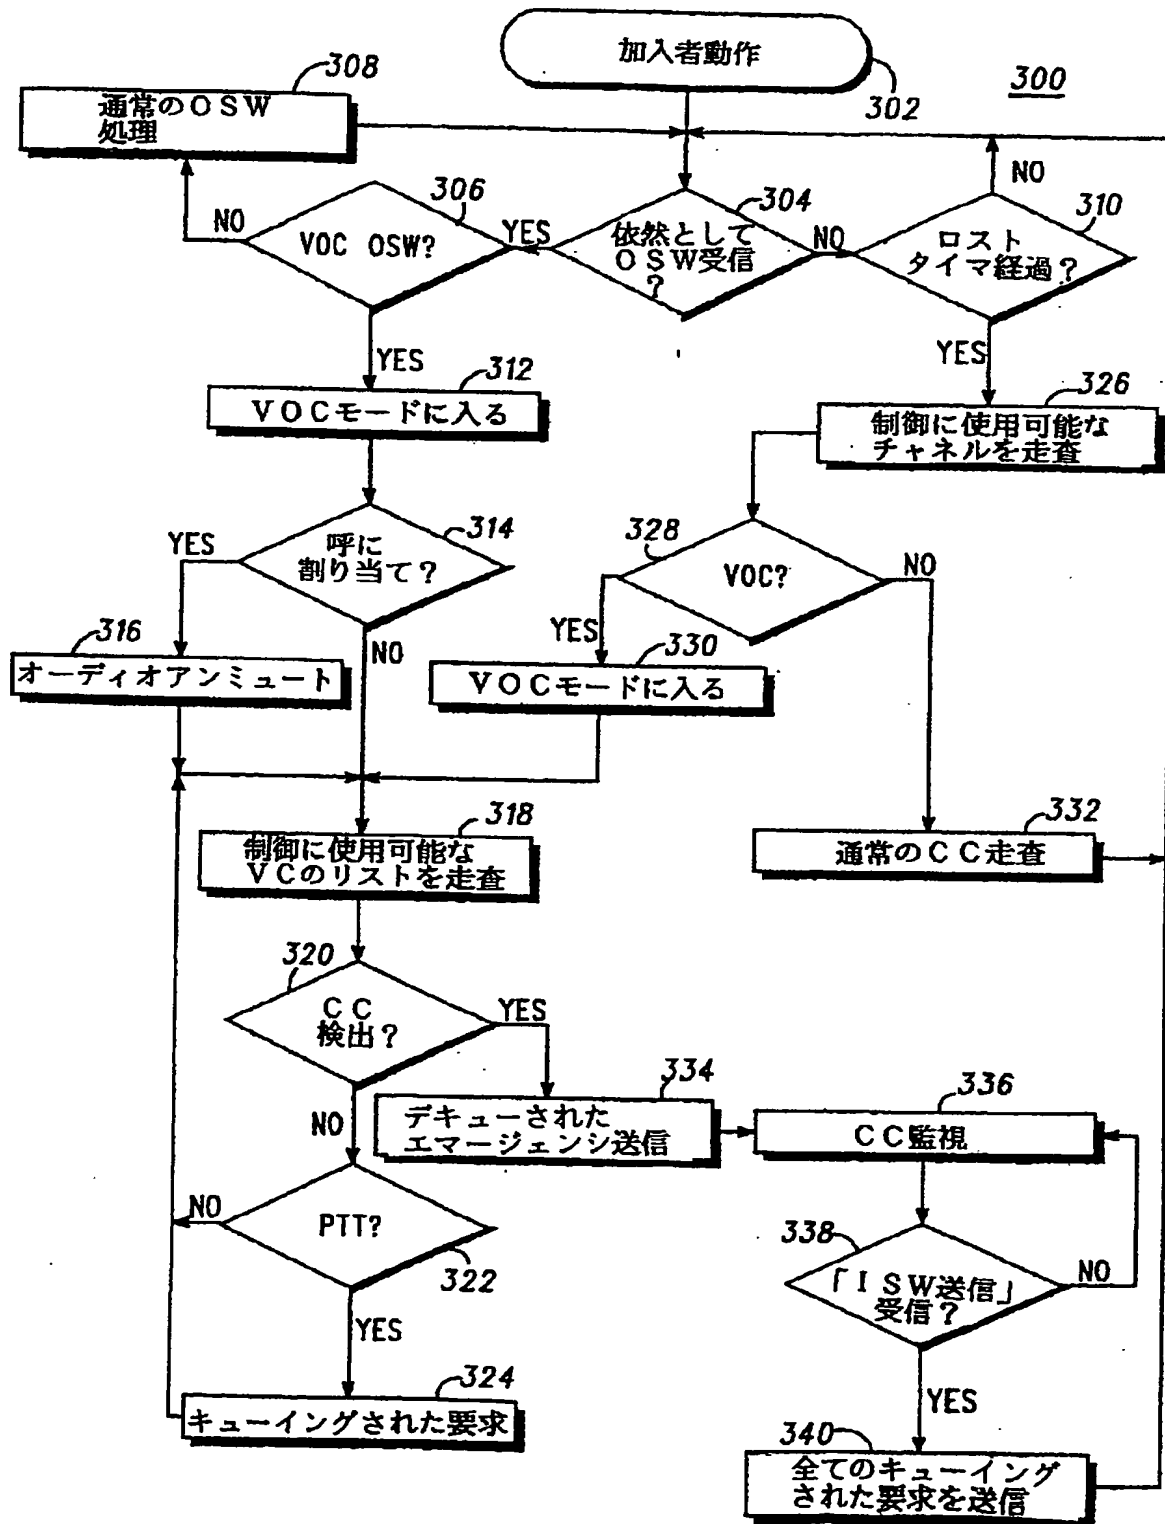 加入者動作
302
300
308
通常のOSW
処理
306
VOC OSW?
NO
YES
304
依然として
OSW受信
?
NO
310
ロスト
タイマ経過?
NO
YES
YES
312
VOCモードに入る
326
制御に使用可能な
チャネルを走査
314
呼に
割り当て?
YES
NO
328
VOC?
YES
NO
316
オーディオアンミュート
330
VOCモードに入る
318
制御に使用可能な
VCのリストを走査
332
通常のCC走査
320
CC
検出?
YES
NO
334
デキューされた
エマージェンシ送信
336
CC監視
PTT?
322
NO
YES
338
「ISW送信」
受信?
NO
YES
324
キューイングされた要求
340
全てのキューイング
された要求を送信